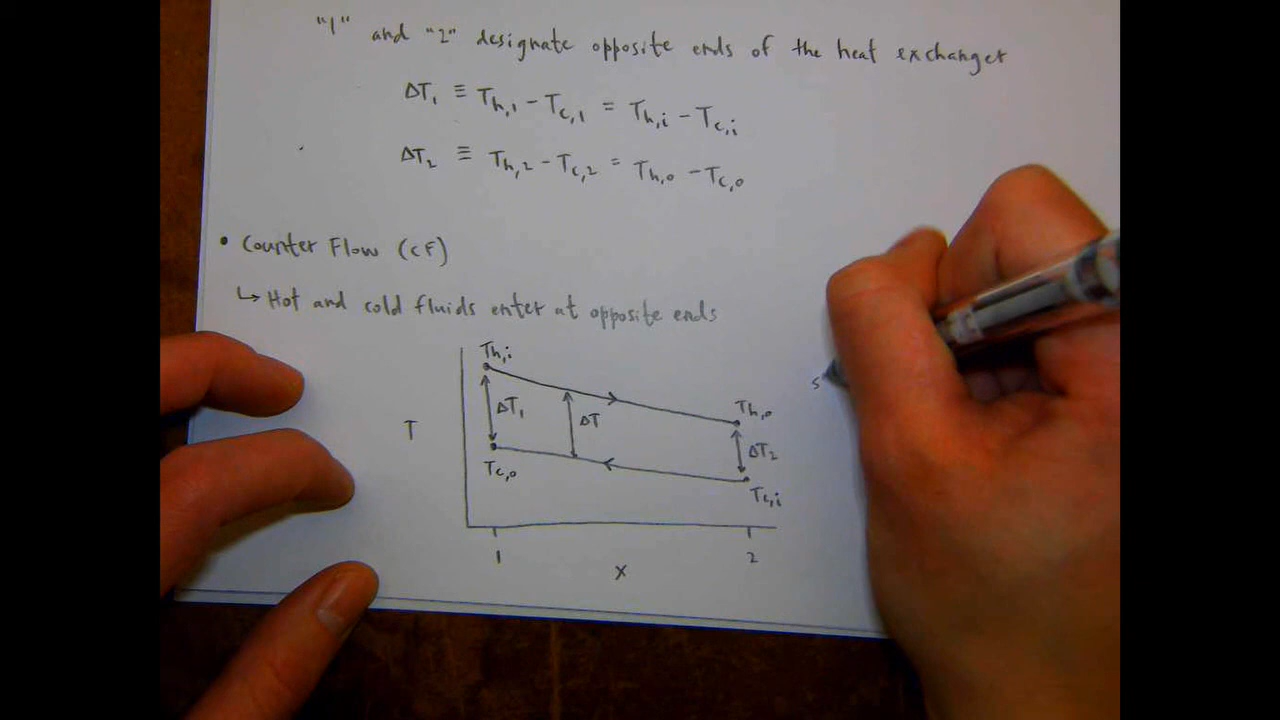 "1" and "2" designate opposite ends of the heat exchanger
ΔT₁ ≡ Th,1 − Tc,1 = Th,i − Tc,i
ΔT₂ ≡ Th,2 − Tc,2 = Th,o − Tc,o
• Counter Flow (CF)
↳ Hot and cold fluids enter at opposite ends
Th,i
ΔT₁
ΔT
Th,o
T
ΔT₂
Tc,o
Tc,i
1
2
x
s